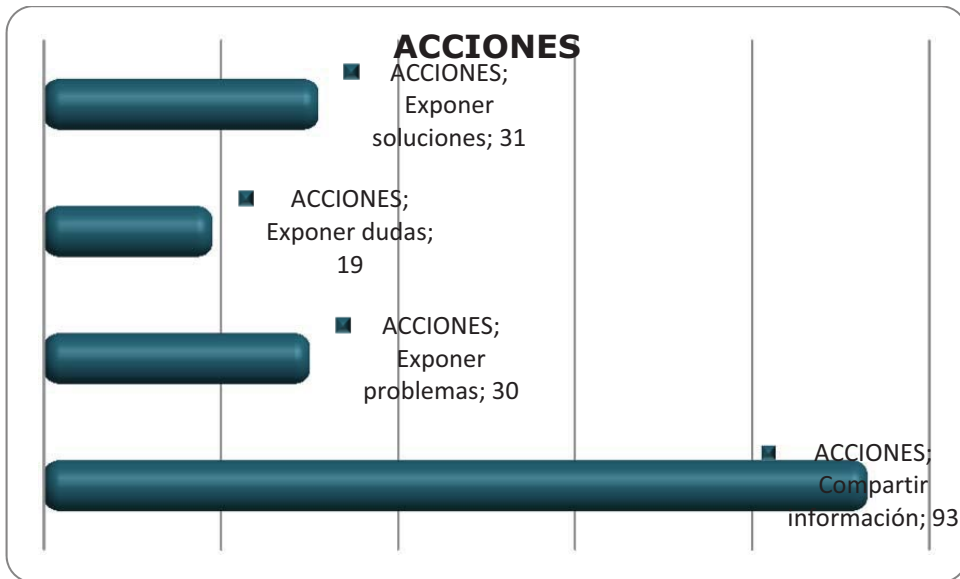 ACCIONES
ACCIONES;
Exponer
soluciones; 31
ACCIONES;
Exponer dudas;
19
ACCIONES;
Exponer
problemas; 30
ACCIONES;
Compartir
información; 93